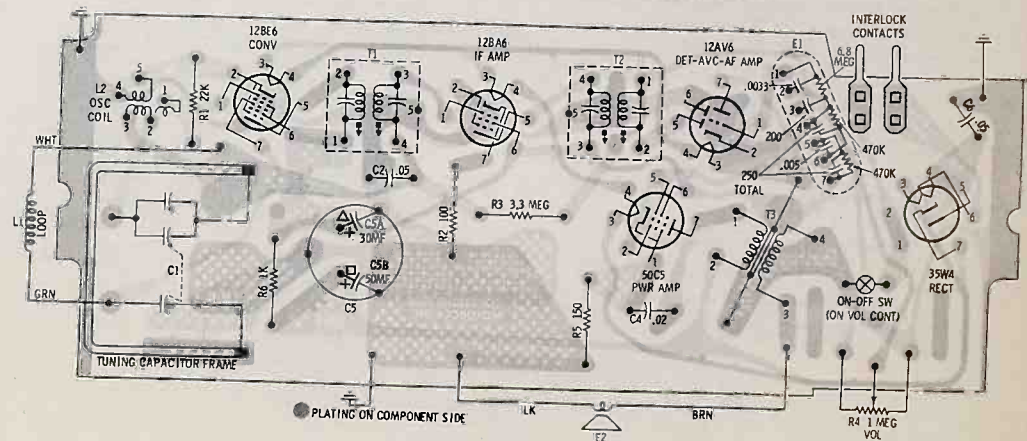 INTERLOCK
CONTACTS
12BE6
CONV
T1
12BA6
IF AMP
T2
12AV6
DET-AVC-AF AMP
E1
6.8
MEG
.0033
200
250
TOTAL
.005
470K
470K
.05
L2
OSC
COIL
R1 22K
WHT
L1
LOOP
GRN
C1
TUNING CAPACITOR FRAME
R6 1K
C5A
30MF
C5B
50MF
C5
C2 .05
R2 100
R3 3.3 MEG
R5 150
50C5
PWR AMP
C4 .02
T3
ON-OFF SW
(ON VOL CONT)
35W4
RECT
PLATING ON COMPONENT SIDE
BLK
BRN
E2
R4 1 MEG
VOL